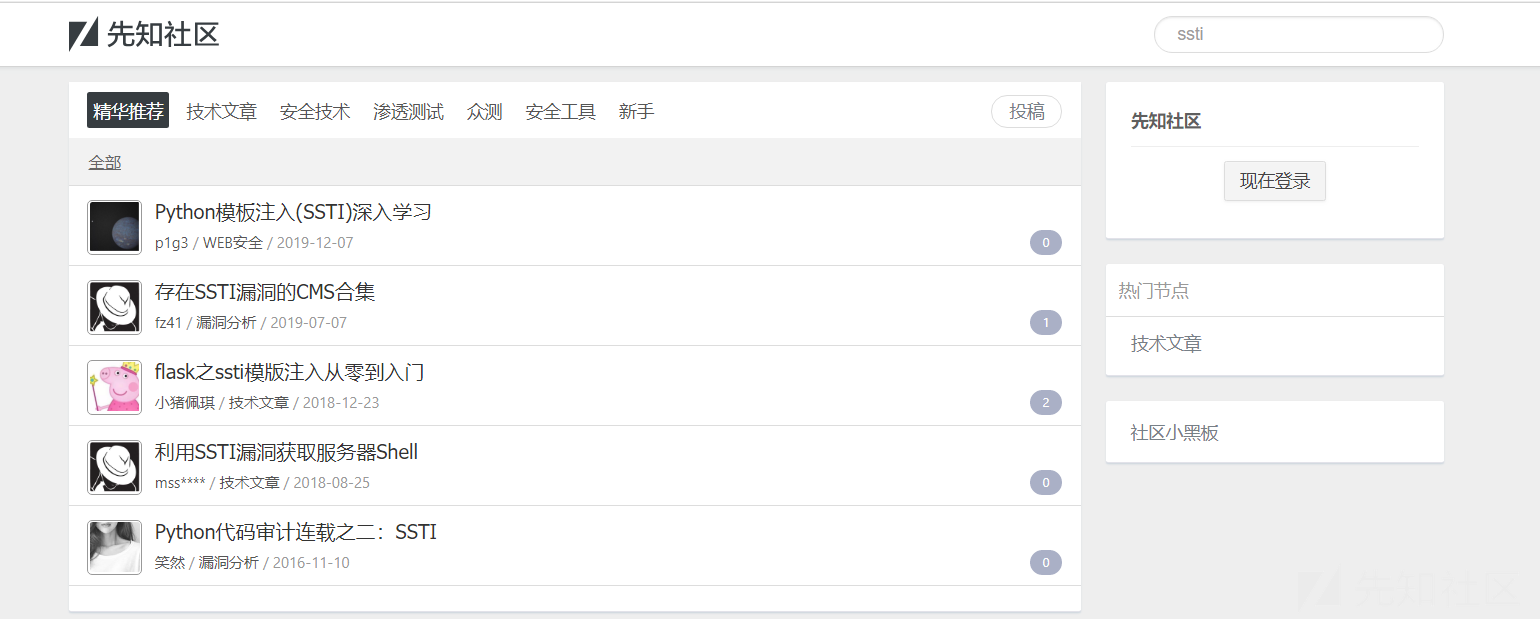 先知社区
ssti
精华推荐 技术文章 安全技术 渗透测试 众测 安全工具 新手 投稿
全部
Python模板注入(SSTI)深入学习
p1g3 / WEB安全 / 2019-12-07
0
存在SSTI漏洞的CMS合集
fz41 / 漏洞分析 / 2019-07-07
1
flask之ssti模版注入从零到入门
小猪佩琪 / 技术文章 / 2018-12-23
2
利用SSTI漏洞获取服务器Shell
mss**** / 技术文章 / 2018-08-25
0
Python代码审计连载之二：SSTI
笑然 / 漏洞分析 / 2016-11-10
0
先知社区
现在登录
热门节点
技术文章
社区小黑板
先知社区